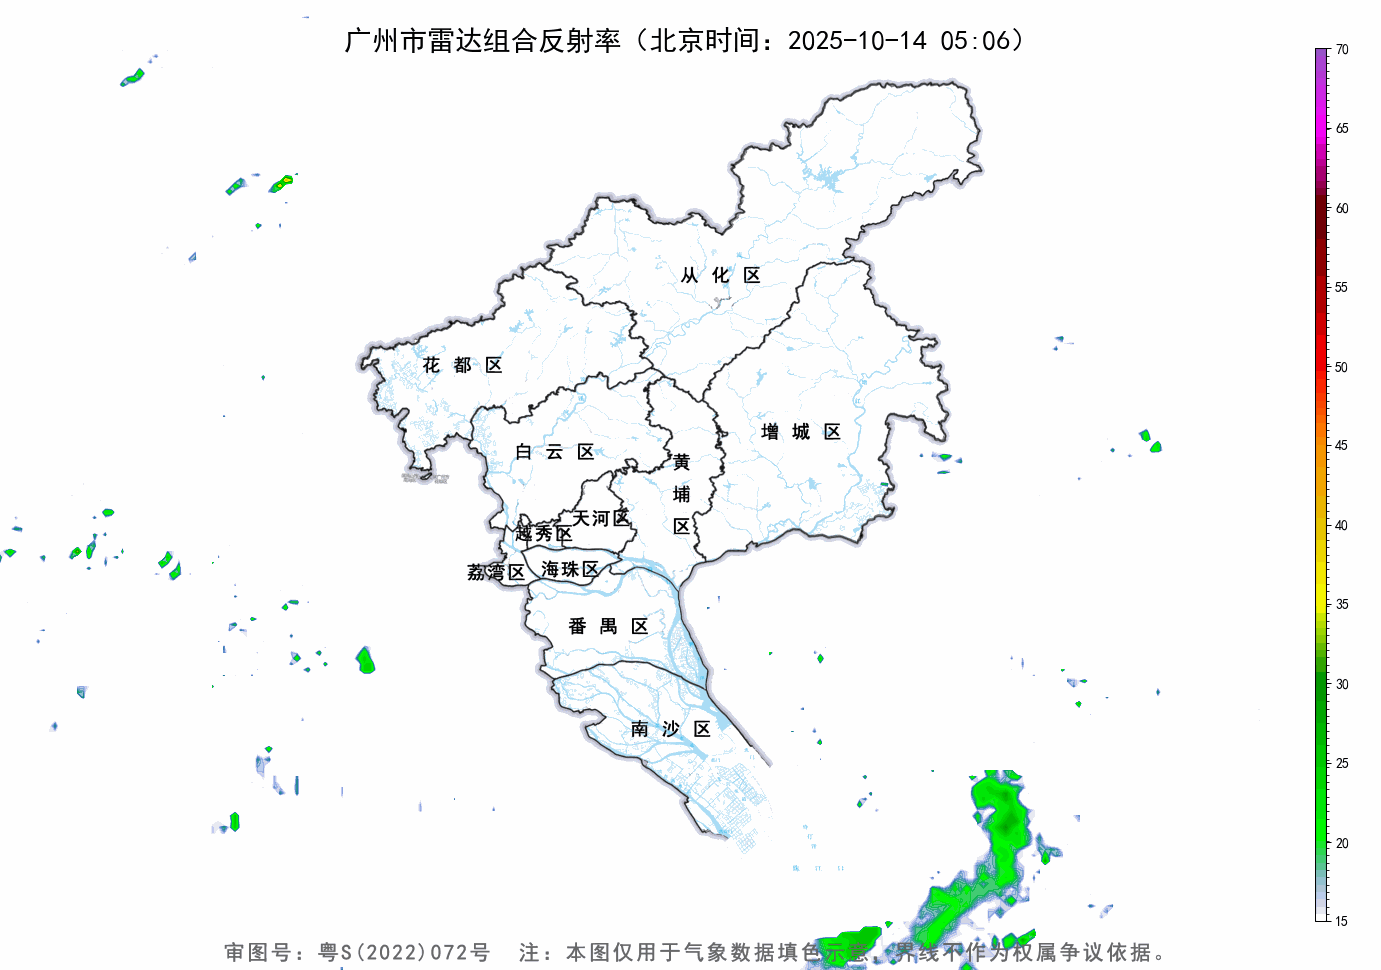 广州市雷达组合反射率（北京时间：2025-10-14 05:06）
70
65
60
55
50
45
40
35
30
25
20
15
从化区
花都区
增城区
白云区
黄埔区
天河区
越秀区
荔湾区
海珠区
番禺区
南沙区
审图号：粤S(2022)072号 注：本图仅用于气象数据填色示意，界线不作为权属争议依据。